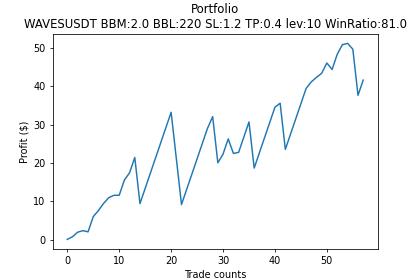 Portfolio
WAVESUSDT BBM:2.0 BBL:220 SL:1.2 TP:0.4 lev:10 WinRatio:81.0
Profit ($)
50
40
30
20
10
0
0 10 20 30 40 50
Trade counts